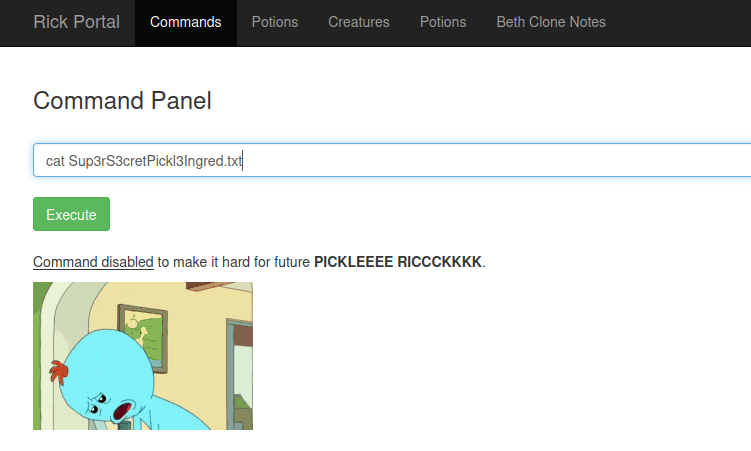 Rick Portal Commands Potions Creatures Potions Beth Clone Notes
Command Panel
cat Sup3rS3cretPickl3Ingred.txt
Execute
Command disabled to make it hard for future PICKLEEEE RICCCKKKK.